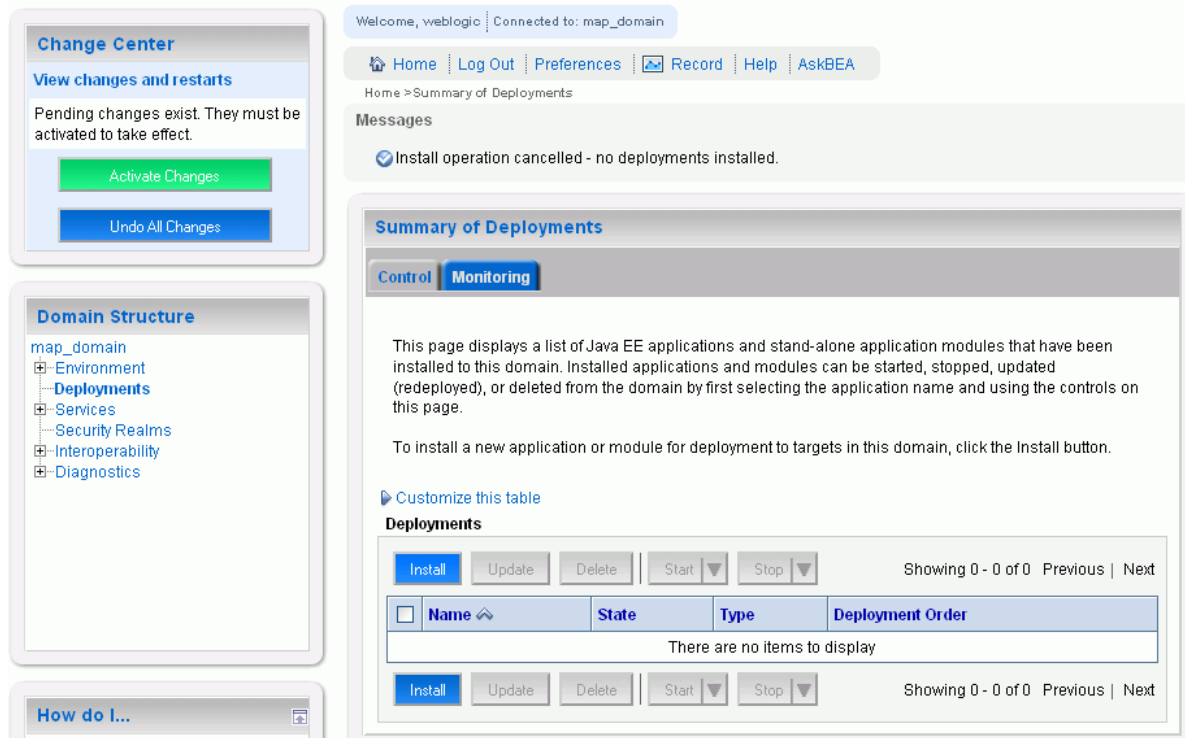 Change Center
View changes and restarts
Pending changes exist. They must be
activated to take effect.
Activate Changes
Undo All Changes
Domain Structure
map_domain
Environment
Deployments
Services
Security Realms
Interoperability
Diagnostics
How do I...
Welcome, weblogic Connected to: map_domain
Home Log Out Preferences Record Help AskBEA
Home >Summary of Deployments
Messages
Install operation cancelled - no deployments installed.
Summary of Deployments
Control Monitoring
This page displays a list of Java EE applications and stand-alone application modules that have been
installed to this domain. Installed applications and modules can be started, stopped, updated
(redeployed), or deleted from the domain by first selecting the application name and using the controls on
this page.
To install a new application or module for deployment to targets in this domain, click the Install button.
Customize this table
Deployments
Install Update Delete Start Stop Showing 0 - 0 of 0 Previous | Next
Name State Type Deployment Order
There are no items to display
Install Update Delete Start Stop Showing 0 - 0 of 0 Previous | Next